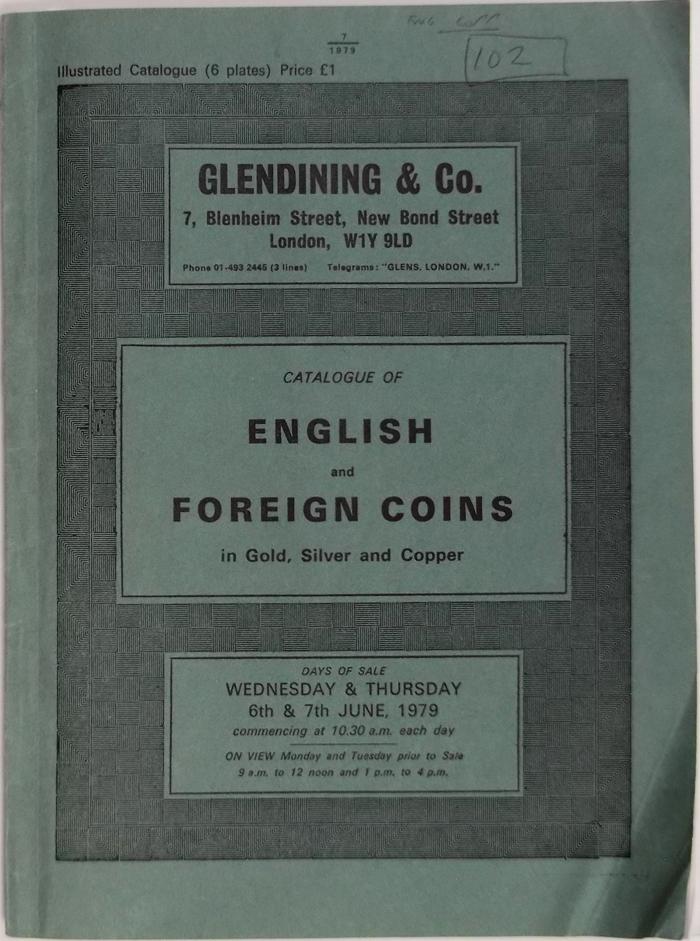 7
1979
102
Illustrated Catalogue (6 plates) Price £1
GLENDINING & Co.
7, Blenheim Street, New Bond Street
London, W1Y 9LD
Phone 01-493 2445 (3 lines) Telegrams: "GLENS, LONDON, W.1."
CATALOGUE OF
ENGLISH
and
FOREIGN COINS
in Gold, Silver and Copper
DAYS OF SALE
WEDNESDAY & THURSDAY
6th & 7th JUNE, 1979
commencing at 10.30 a.m. each day
ON VIEW Monday and Tuesday prior to Sale
9 a.m. to 12 noon and 1 p.m. to 4 p.m.